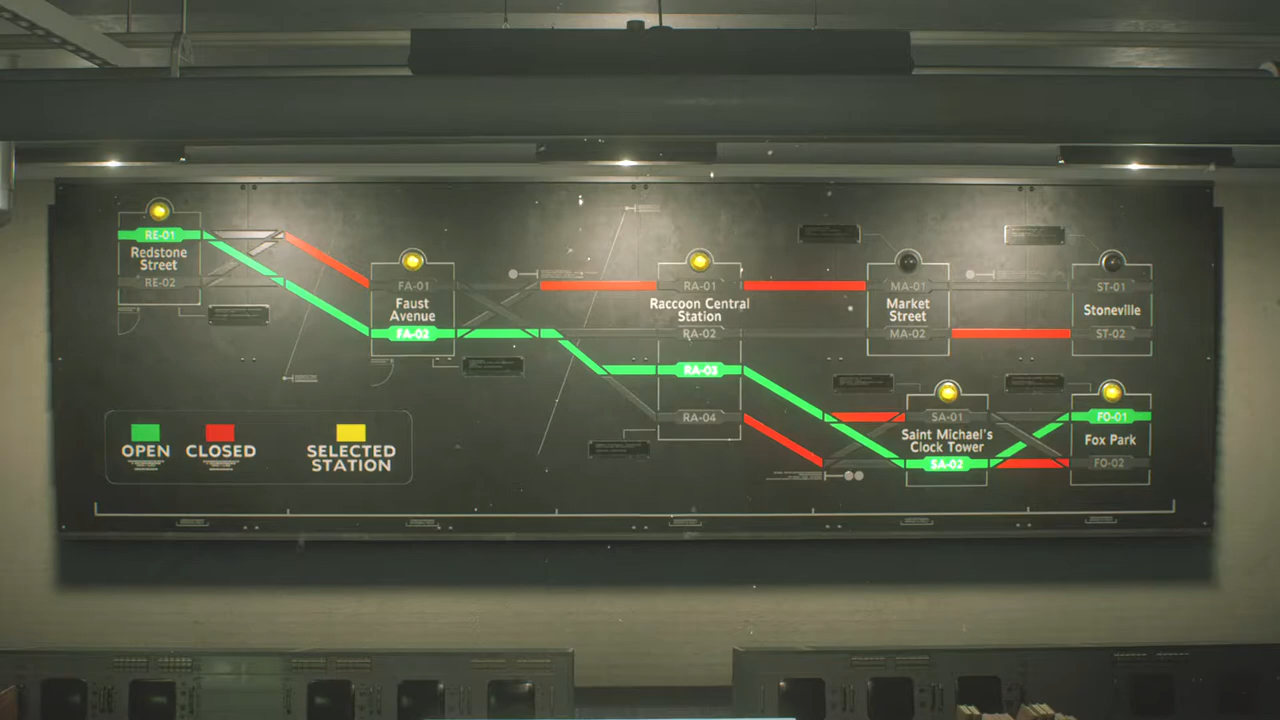 RE-01
Redstone
Street
RE-02
FA-01
Faust
Avenue
FA-02
RA-01
Raccoon Central
Station
RA-02
RA-03
RA-04
MA-01
Market
Street
MA-02
ST-01
Stoneville
ST-02
SA-01
Saint Michael's
Clock Tower
SA-02
FO-01
Fox Park
FO-02
OPEN
CLOSED
SELECTED
STATION